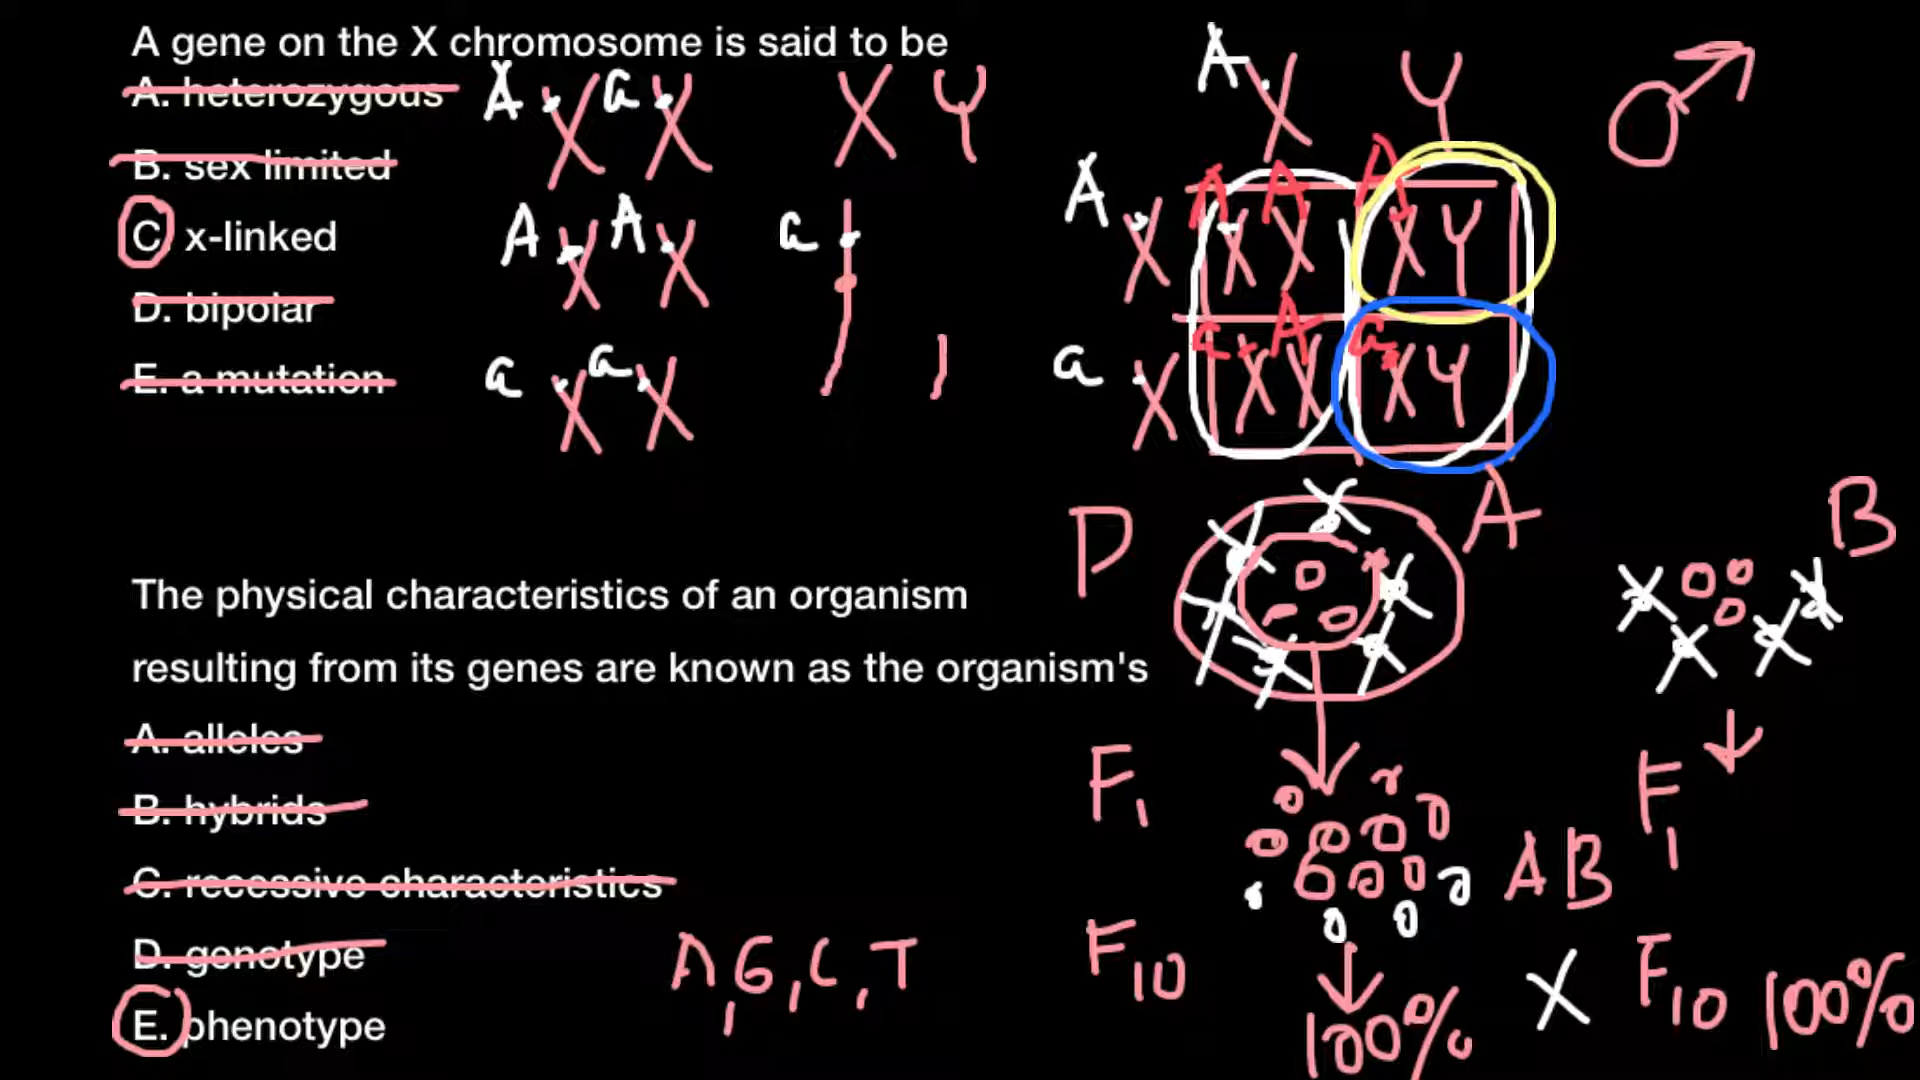 A gene on the X chromosome is said to be
A. heterozygous
B. sex limited
C. x-linked
D. bipolar
E. a mutation
A X a X
X Y
A X A X
a
a X a X
A X Y
A X
A X A X
A X Y
a X
a X A X
a X Y
The physical characteristics of an organism
resulting from its genes are known as the organism's
A. alleles
B. hybrids
C. recessive characteristics
D. genotype
E. phenotype
A, G, C, T
P
A
B
F1
F1
AB
F10
100%
X
F10 100%